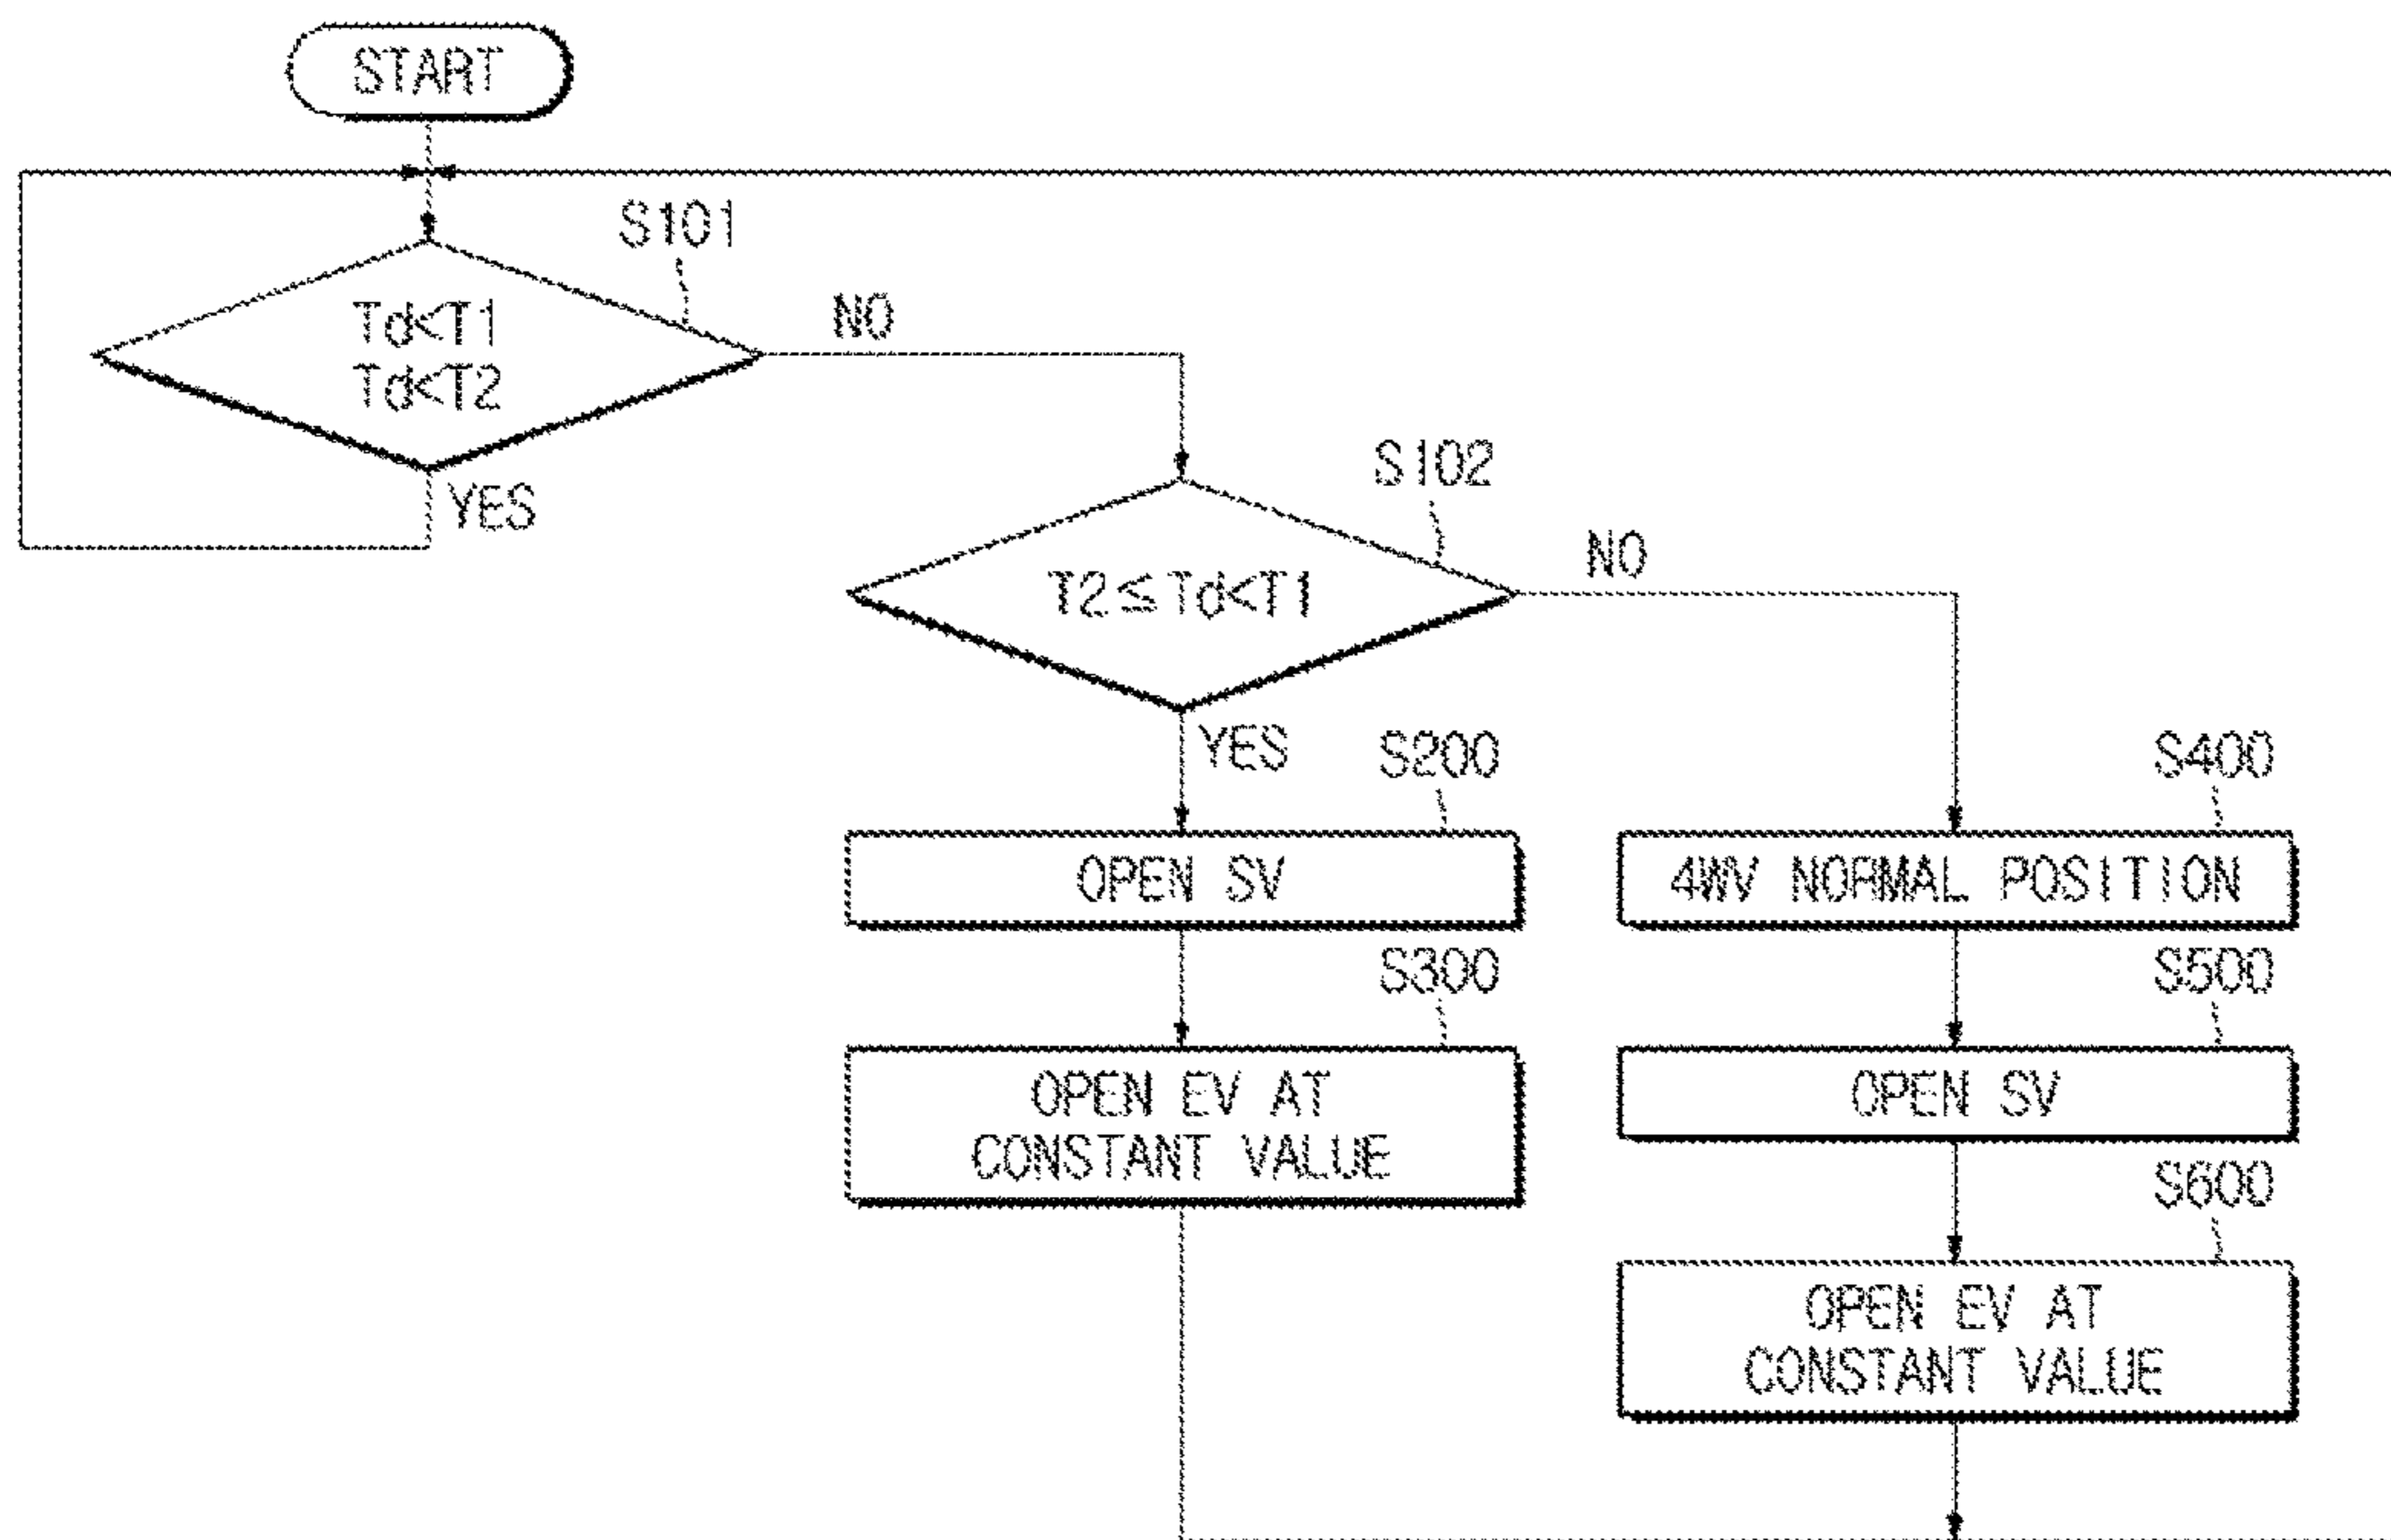 START
S101
Td<T1
Td<T2
NO
YES
S102
T2≤Td<T1
NO
YES
S200
OPEN SV
S300
OPEN EV AT
CONSTANT VALUE
S400
4WV NORMAL POSITION
S500
OPEN SV
S600
OPEN EV AT
CONSTANT VALUE